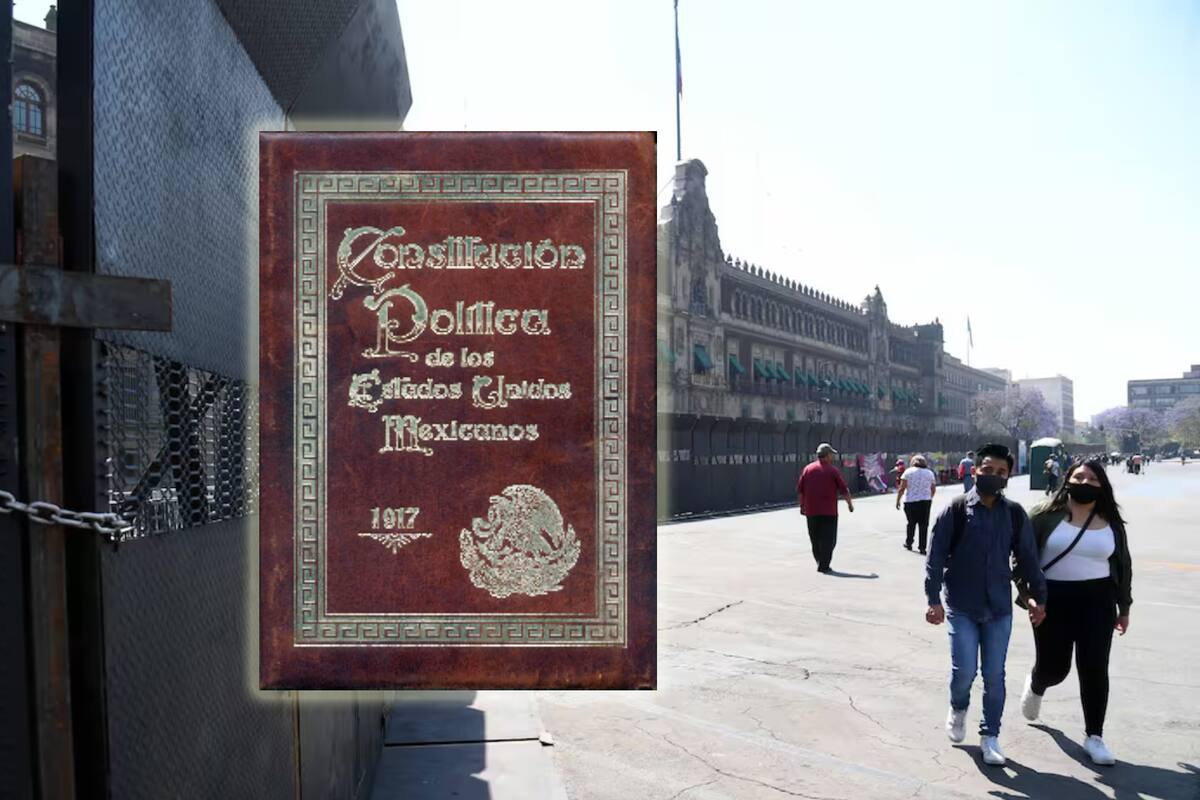 Constitución
Política
de los
Estados Unidos
Mexicanos
1917